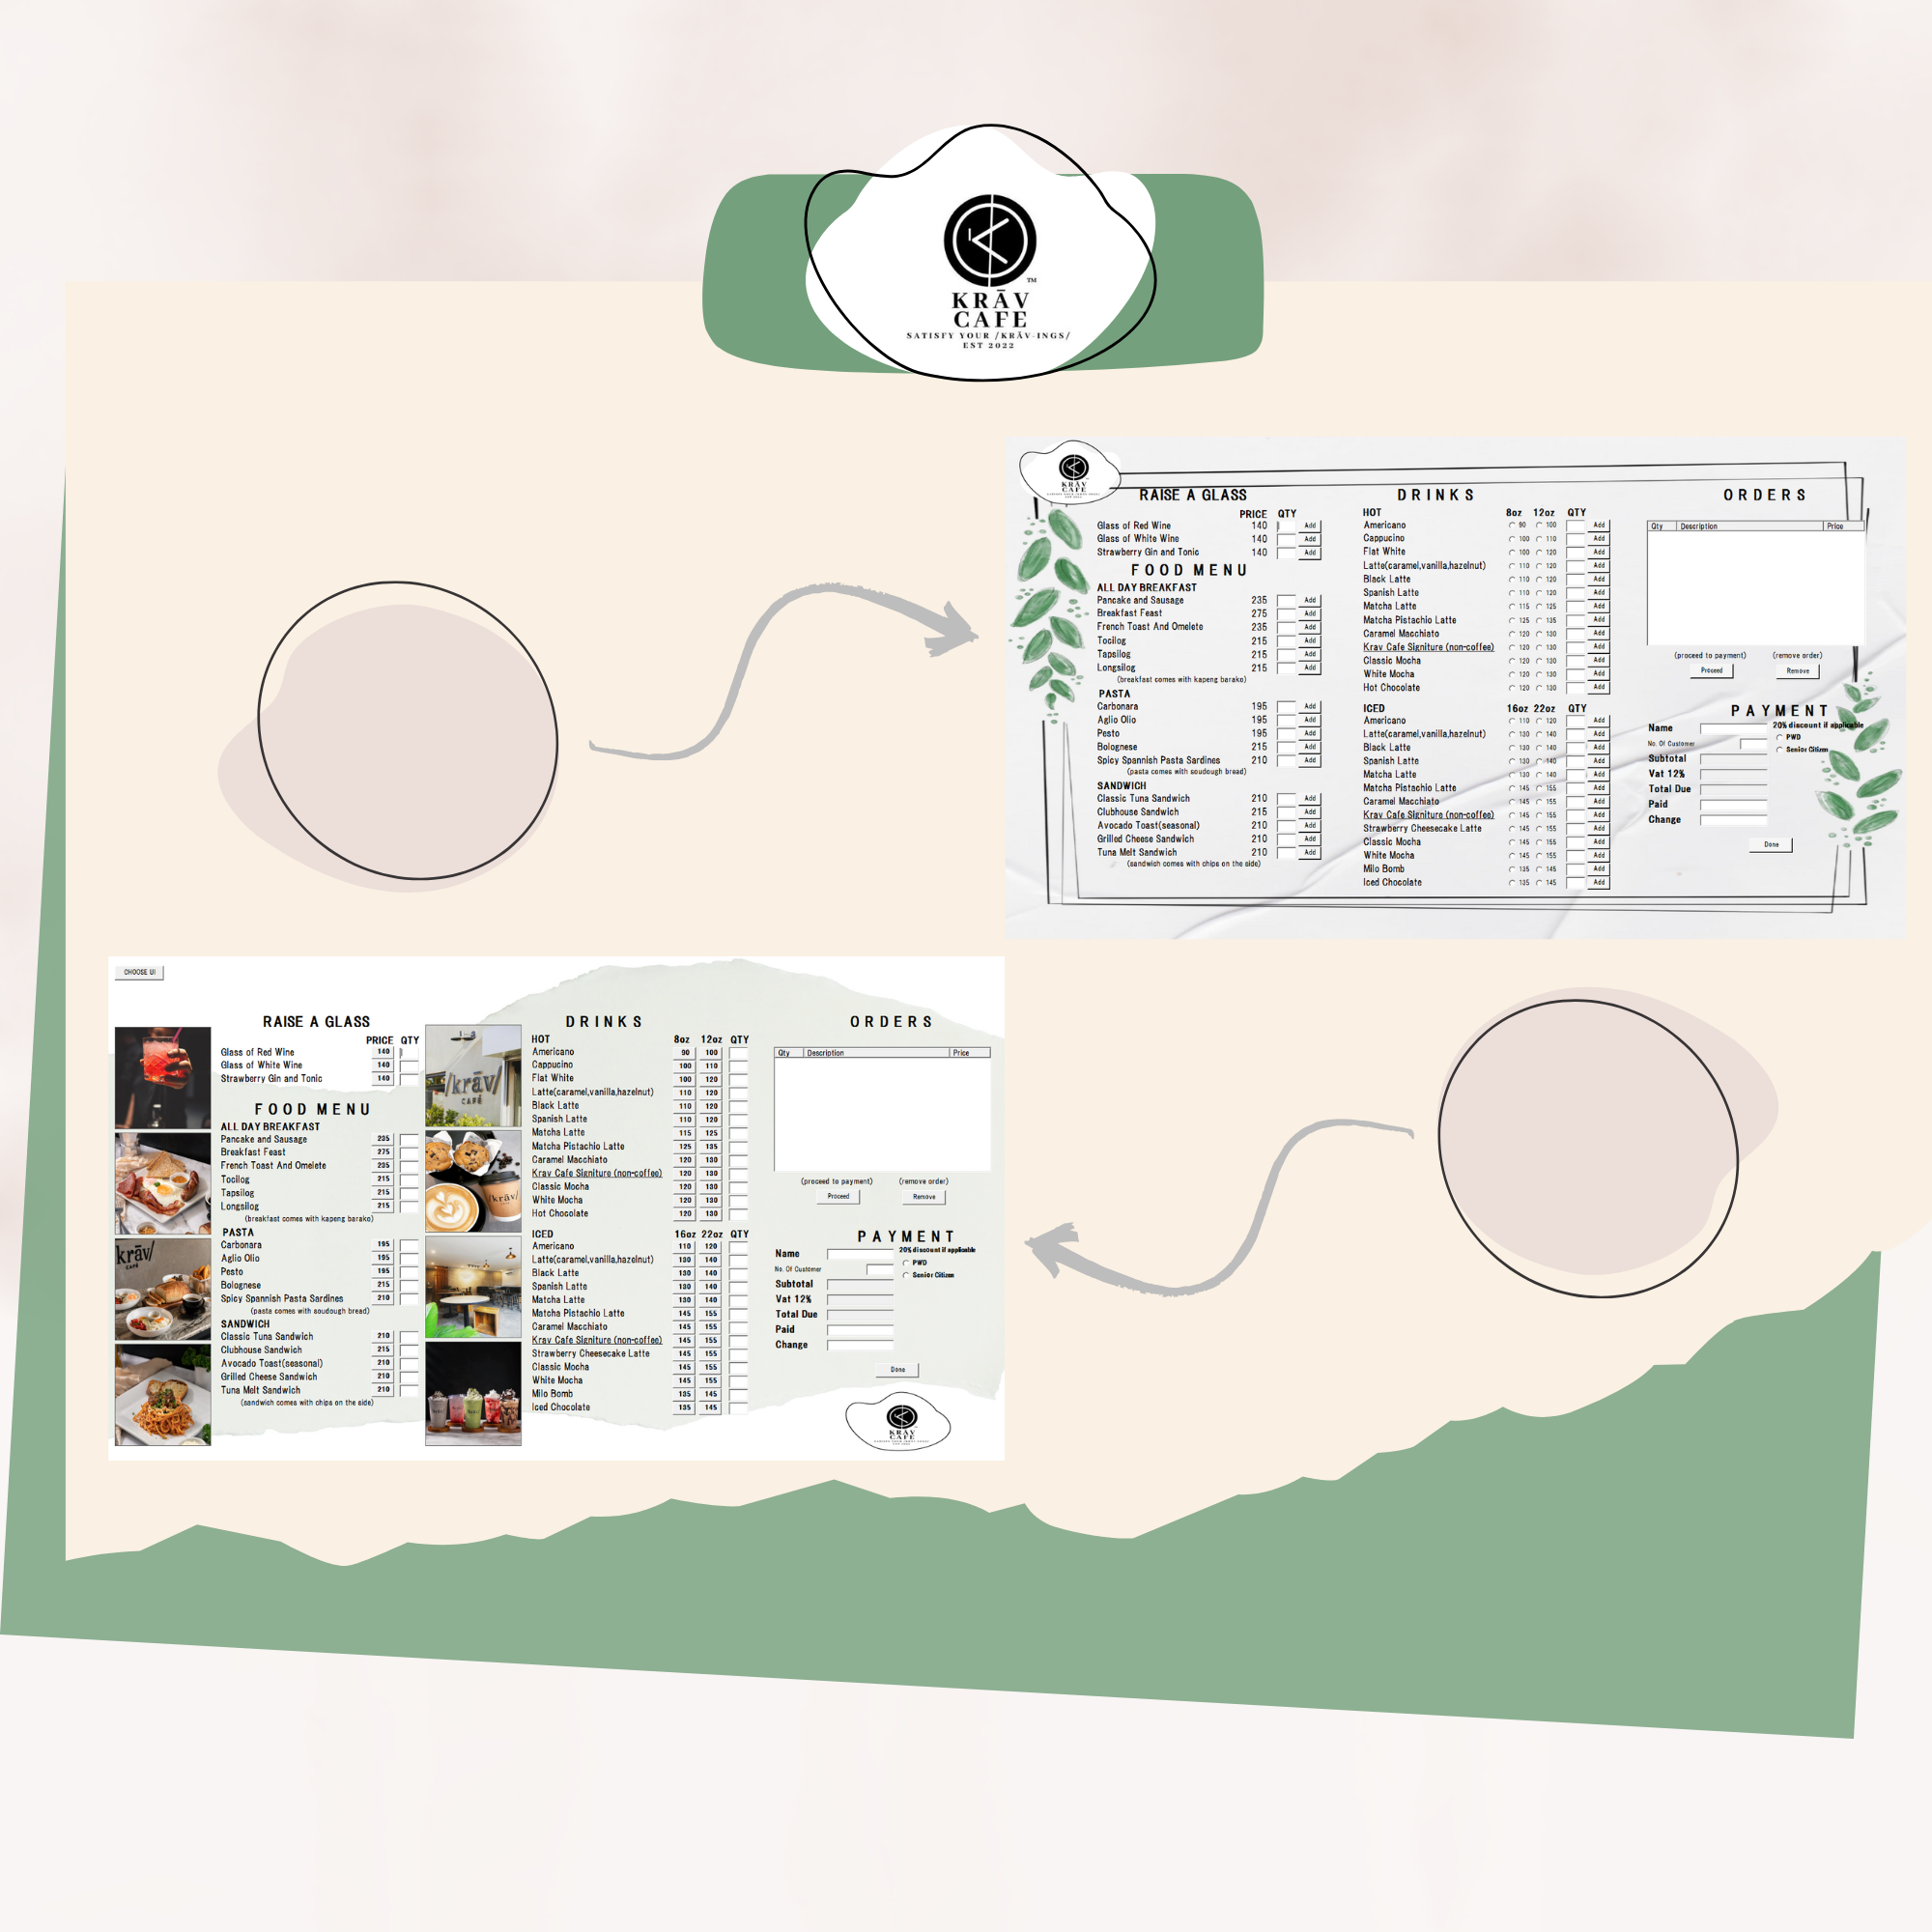 KRĀV
CAFE
SATISFY YOUR /KRĀV-INGS/
EST 2022
TM
KRĀV
CAFE
RAISE A GLASS
PRICE QTY
Glass of Red Wine 140 Add
Glass of White Wine 140 Add
Strawberry Gin and Tonic 140 Add
FOOD MENU
ALL DAY BREAKFAST
Pancake and Sausage 235 Add
Breakfast Feast 275 Add
French Toast And Omelete 235 Add
Tocilog 215 Add
Tapsilog 215 Add
Longsilog 215 Add
(breakfast comes with kapeng barako)
PASTA
Carbonara 195 Add
Aglio Olio 195 Add
Pesto 195 Add
Bolognese 215 Add
Spicy Spannish Pasta Sardines 210 Add
(pasta comes with soudough bread)
SANDWICH
Classic Tuna Sandwich 210 Add
Clubhouse Sandwich 215 Add
Avocado Toast(seasonal) 210 Add
Grilled Cheese Sandwich 210 Add
Tuna Melt Sandwich 210 Add
(sandwich comes with chips on the side)
DRINKS
HOT 8oz 12oz QTY
Americano 90 100 Add
Cappucino 100 110 Add
Flat White 100 120 Add
Latte(caramel,vanilla,hazelnut) 110 120 Add
Black Latte 110 120 Add
Spanish Latte 110 120 Add
Matcha Latte 115 125 Add
Matcha Pistachio Latte 125 135 Add
Caramel Macchiato 120 130 Add
Krav Cafe Signiture (non-coffee) 120 130 Add
Classic Mocha 120 130 Add
White Mocha 120 130 Add
Hot Chocolate 120 130 Add
ICED 16oz 22oz QTY
Americano 110 120 Add
Latte(caramel,vanilla,hazelnut) 130 140 Add
Black Latte 130 140 Add
Spanish Latte 130 140 Add
Matcha Latte 130 140 Add
Matcha Pistachio Latte 145 155 Add
Caramel Macchiato 145 155 Add
Krav Cafe Signiture (non-coffee) 145 155 Add
Strawberry Cheesecake Latte 145 155 Add
Classic Mocha 145 155 Add
White Mocha 145 155 Add
Milo Bomb 135 145 Add
Iced Chocolate 135 145 Add
ORDERS
Qty Description Price
(proceed to payment) (remove order)
Proceed Remove
PAYMENT
Name 20% discount if applicable
No. Of Customer PWD
Senior Citizen
Subtotal
Vat 12%
Total Due
Paid
Change
Done
CHOOSE UI
RAISE A GLASS
PRICE QTY
Glass of Red Wine 140
Glass of White Wine 140
Strawberry Gin and Tonic 140
FOOD MENU
ALL DAY BREAKFAST
Pancake and Sausage 235
Breakfast Feast 275
French Toast And Omelete 235
Tocilog 215
Tapsilog 215
Longsilog 215
(breakfast comes with kapeng barako)
PASTA
Carbonara 195
Aglio Olio 195
Pesto 195
Bolognese 215
Spicy Spannish Pasta Sardines 210
(pasta comes with soudough bread)
SANDWICH
Classic Tuna Sandwich 210
Clubhouse Sandwich 215
Avocado Toast(seasonal) 210
Grilled Cheese Sandwich 210
Tuna Melt Sandwich 210
(sandwich comes with chips on the side)
krāv/
CAFÉ
/krāv/
CAFÉ
/krāv/
DRINKS
HOT 8oz 12oz QTY
Americano 90 100
Cappucino 100 110
Flat White 100 120
Latte(caramel,vanilla,hazelnut) 110 120
Black Latte 110 120
Spanish Latte 110 120
Matcha Latte 115 125
Matcha Pistachio Latte 125 135
Caramel Macchiato 120 130
Krav Cafe Signiture (non-coffee) 120 130
Classic Mocha 120 130
White Mocha 120 130
Hot Chocolate 120 130
ICED 16oz 22oz QTY
Americano 110 120
Latte(caramel,vanilla,hazelnut) 130 140
Black Latte 130 140
Spanish Latte 130 140
Matcha Latte 130 140
Matcha Pistachio Latte 145 155
Caramel Macchiato 145 155
Krav Cafe Signiture (non-coffee) 145 155
Strawberry Cheesecake Latte 145 155
Classic Mocha 145 155
White Mocha 145 155
Milo Bomb 135 145
Iced Chocolate 135 145
ORDERS
Qty Description Price
(proceed to payment) (remove order)
Proceed Remove
PAYMENT
Name 20% discount if applicable
No. Of Customer PWD
Senior Citizen
Subtotal
Vat 12%
Total Due
Paid
Change
Done
KRĀV
CAFE